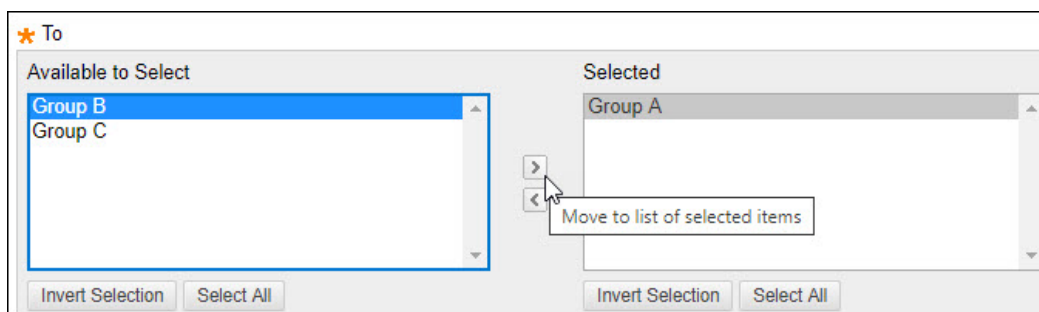 To
Available to Select
Group B
Group C
Selected
Group A
Move to list of selected items
Invert Selection
Select All
Invert Selection
Select All